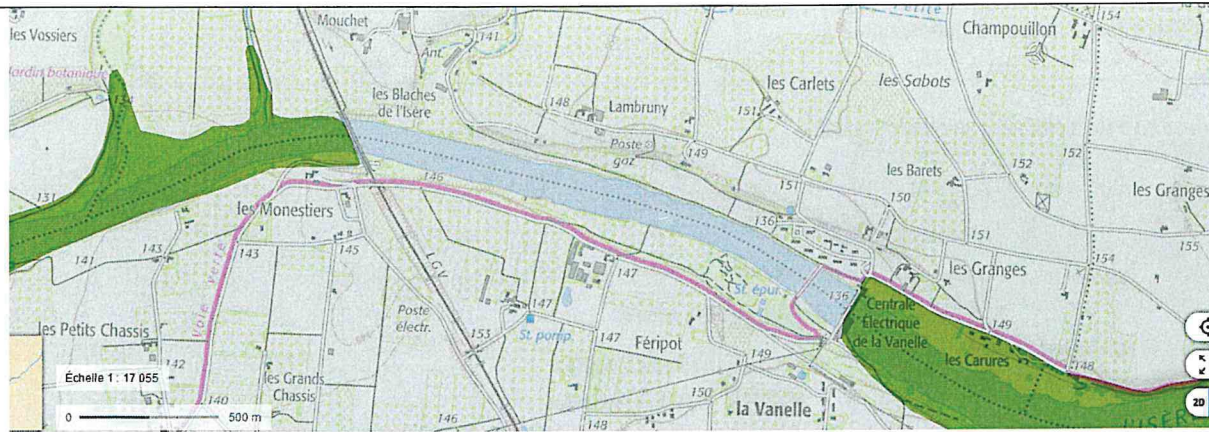 les Vossiers
Jardin botanique
134
131
Mouchet
Ant.
141
les Blaches
de l'Isère
148
Lambruny
Poste
gaz
149
151
les Carlets
les Sabots
Champouillon
154
152
152
les Barets
150
151
136
151
les Granges
155
154
les Granges
149
148
146
les Monestiers
143
141
143
145
Voie Verte
L G V
les Petits Chassis
142
140
les Grands
Chassis
Poste
électr.
153
147
St. pomp.
147
147
Féripot
St. épur.
136
Centrale
Électrique
de la Vanelle
les Carures
149
150
la Vanelle
146
148
L'ISÈRE
Échelle 1 : 17 055
0 500 m
2D